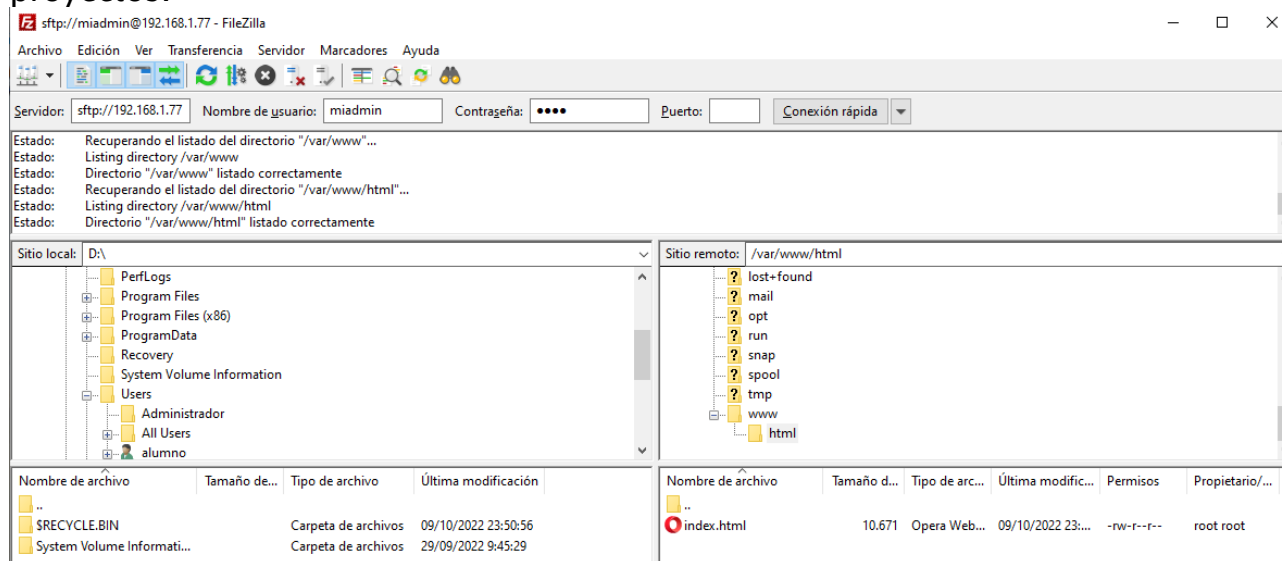 proyectos.
sftp://miadmin@192.168.1.77 - FileZilla
Archivo Edición Ver Transferencia Servidor Marcadores Ayuda
Servidor: sftp://192.168.1.77 Nombre de usuario: miadmin Contraseña: •••• Puerto: Conexión rápida
Estado: Recuperando el listado del directorio "/var/www"...
Estado: Listing directory /var/www
Estado: Directorio "/var/www" listado correctamente
Estado: Recuperando el listado del directorio "/var/www/html"...
Estado: Listing directory /var/www/html
Estado: Directorio "/var/www/html" listado correctamente
Sitio local: D:\
PerfLogs
Program Files
Program Files (x86)
ProgramData
Recovery
System Volume Information
Users
Administrador
All Users
alumno
Sitio remoto: /var/www/html
lost+found
mail
opt
run
snap
spool
tmp
www
html
Nombre de archivo Tamaño de... Tipo de archivo Última modificación
..
$RECYCLE.BIN Carpeta de archivos 09/10/2022 23:50:56
System Volume Informati... Carpeta de archivos 29/09/2022 9:45:29
Nombre de archivo Tamaño d... Tipo de arc... Última modific... Permisos Propietario/...
..
index.html 10.671 Opera Web... 09/10/2022 23:... -rw-r--r-- root root